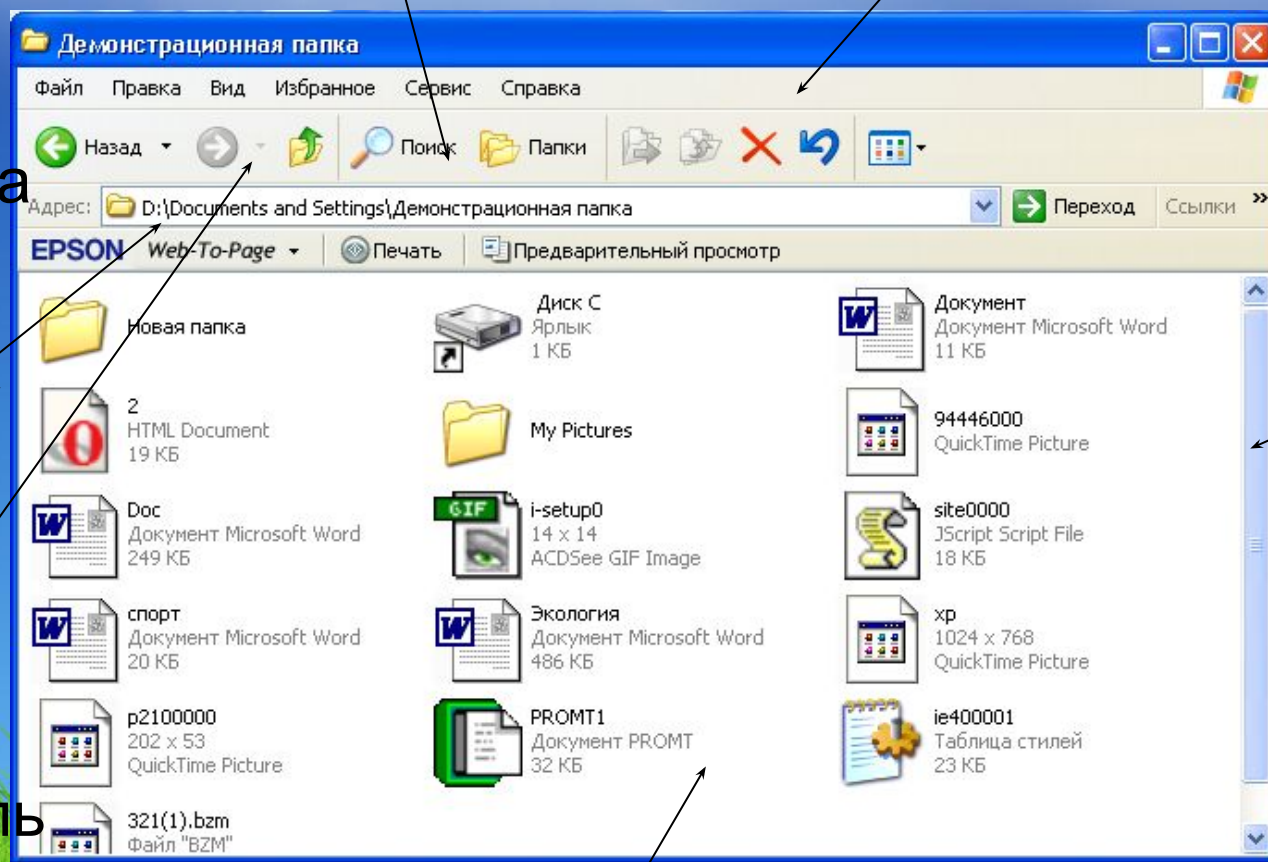 Демонстрационная папка
Файл Правка Вид Избранное Сервис Справка
Назад Поиск Папки
а
Адрес: D:\Documents and Settings\Демонстрационная папка Переход Ссылки »
EPSON Web-To-Page Печать Предварительный просмотр
Новая папка
Диск С
Ярлык
1 КБ
Документ
Документ Microsoft Word
11 КБ
2
HTML Document
19 КБ
My Pictures
94446000
QuickTime Picture
Doc
Документ Microsoft Word
249 КБ
GIF
i-setup0
14 x 14
ACDSee GIF Image
site0000
JScript Script File
18 КБ
спорт
Документ Microsoft Word
20 КБ
Экология
Документ Microsoft Word
486 КБ
xp
1024 x 768
QuickTime Picture
p2100000
202 x 53
QuickTime Picture
PROMT1
Документ PROMT
32 КБ
ie400001
Таблица стилей
23 КБ
ль
321(1).bzm
Файл "BZM"